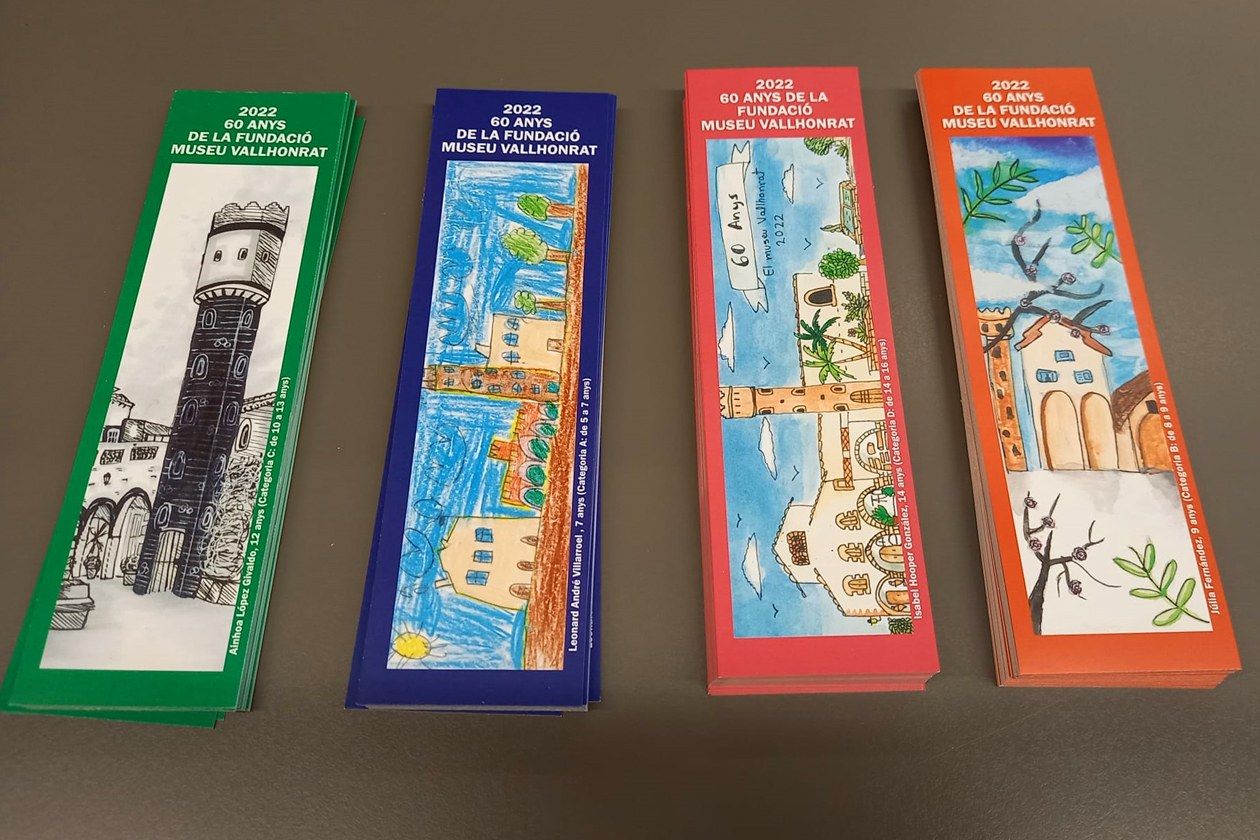 2022
60 ANYS
DE LA FUNDACIÓ
MUSEU VALLHONRAT
Ainhoa López Givaldo, 12 anys (Categoria C: de 10 a 13 anys)
2022
60 ANYS
DE LA FUNDACIÓ
MUSEU VALLHONRAT
Leonard André Villarroel , 7 anys (Categoria A: de 5 a 7 anys)
2022
60 ANYS DE LA
FUNDACIÓ
MUSEU VALLHONRAT
60 Anys
El museu Vallhonrat
2022
Isabel Hooper González, 14 anys (Categoria D: de 14 a 16 anys)
2022
60 ANYS
DE LA FUNDACIÓ
MUSEU VALLHONRAT
Júlia Fernández, 9 anys (Categoria B: de 8 a 9 anys)